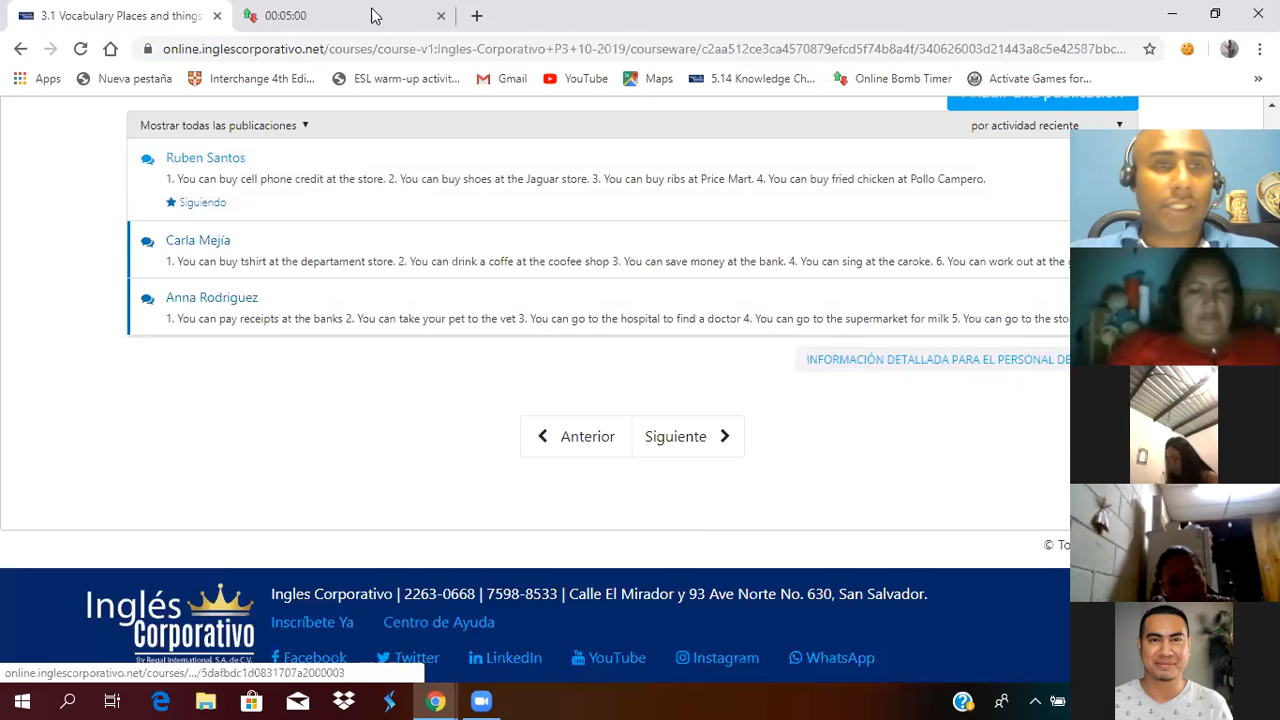 3.1 Vocabulary Places and things
00:05:00
online.inglescorporativo.net/courses/course-v1:Ingles-Corporativo+P3+10-2019/courseware/c2aa512ce3ca4570879efcd5f74b8a4f/340626003d21443a8c5e42587bbc...
Apps Nueva pestaña Interchange 4th Edi... ESL warm-up activit... Gmail YouTube Maps 5.14 Knowledge Ch... Online Bomb Timer Activate Games for... »
Mostrar todas las publicaciones por actividad reciente
Ruben Santos
1. You can buy cell phone credit at the store. 2. You can buy shoes at the Jaguar store. 3. You can buy ribs at Price Mart. 4. You can buy fried chicken at Pollo Campero.
Siguiendo
Carla Mejía
1. You can buy tshirt at the departament store. 2. You can drink a coffe at the coofee shop 3. You can save money at the bank. 4. You can sing at the caroke. 6. You can work out at the g
Anna Rodriguez
1. You can pay receipts at the banks 2. You can take your pet to the vet 3. You can go to the hospital to find a doctor 4. You can go to the supermarket for milk 5. You can go to the sto
INFORMACIÓN DETALLADA PARA EL PERSONAL DE
Anterior Siguiente
© To
Inglés Corporativo
By Regal International, S.A. de C.V.
Ingles Corporativo | 2263-0668 | 7598-8533 | Calle El Mirador y 93 Ave Norte No. 630, San Salvador.
Inscríbete Ya Centro de Ayuda
Facebook Twitter LinkedIn YouTube Instagram WhatsApp
online.inglescorporativo.net/courses/.../5dafbdc1d0831707a2000003